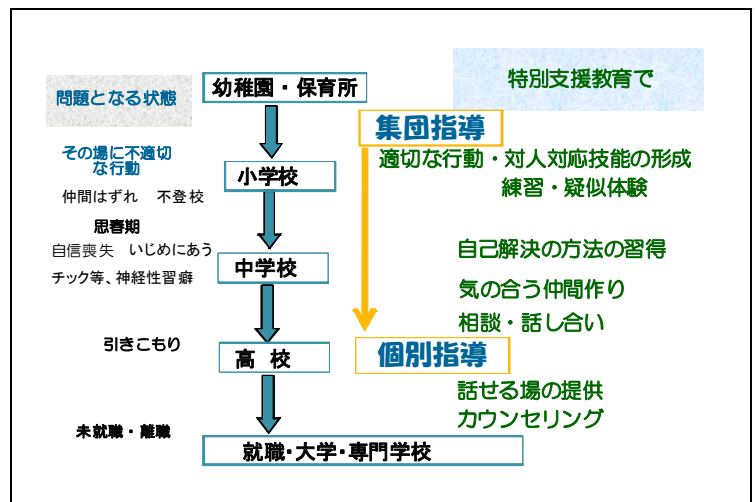 問題となる状態
幼稚園・保育所
特別支援教育で
集団指導
その場に不適切
な行動
適切な行動・対人対応技能の形成
小学校
練習・疑似体験
仲間はずれ　不登校
思春期
自信喪失　いじめにあう
自己解決の方法の習得
中学校
チック等、神経性習癖
気の合う仲間作り
相談・話し合い
引きこもり
高 校
個別指導
話せる場の提供
カウンセリング
未就職・離職
就職・大学・専門学校